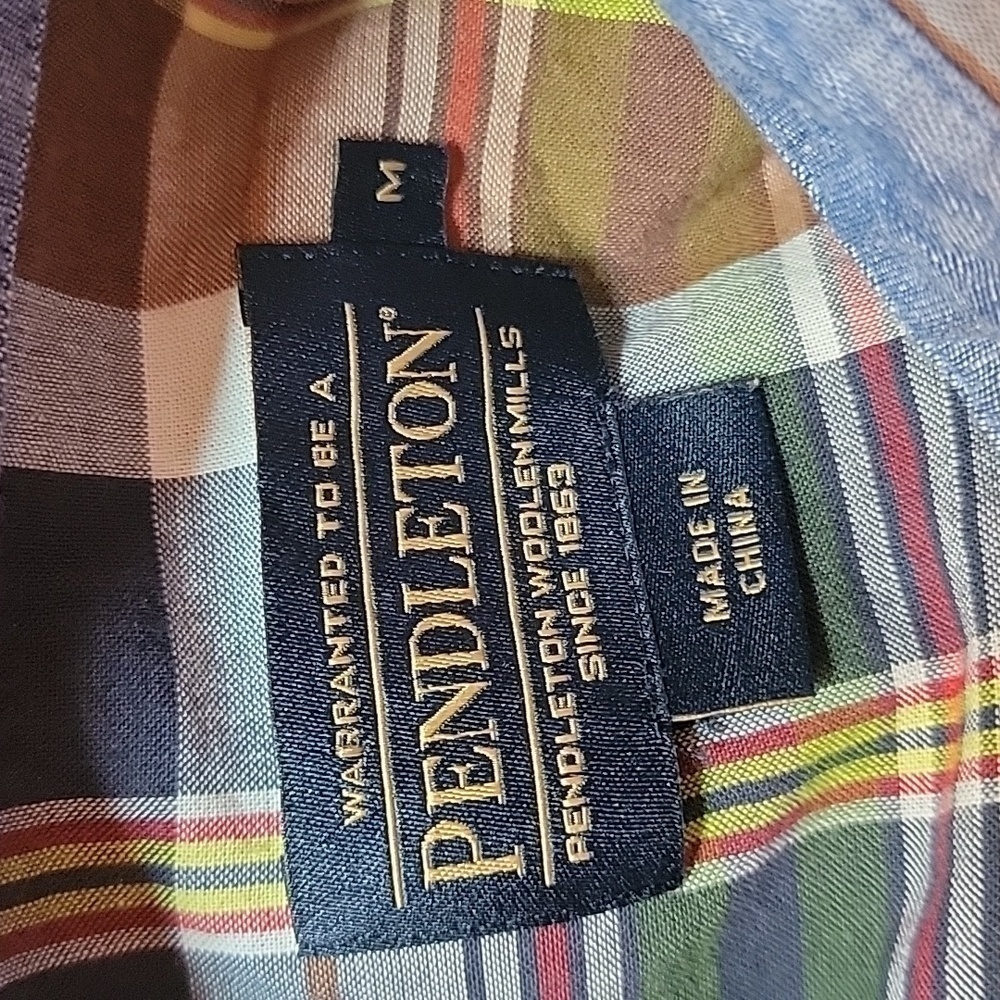 M
WARRANTED TO BE A
PENDLETON®
PENDLETON WOOLEN MILLS
SINCE 1863
MADE IN
CHINA